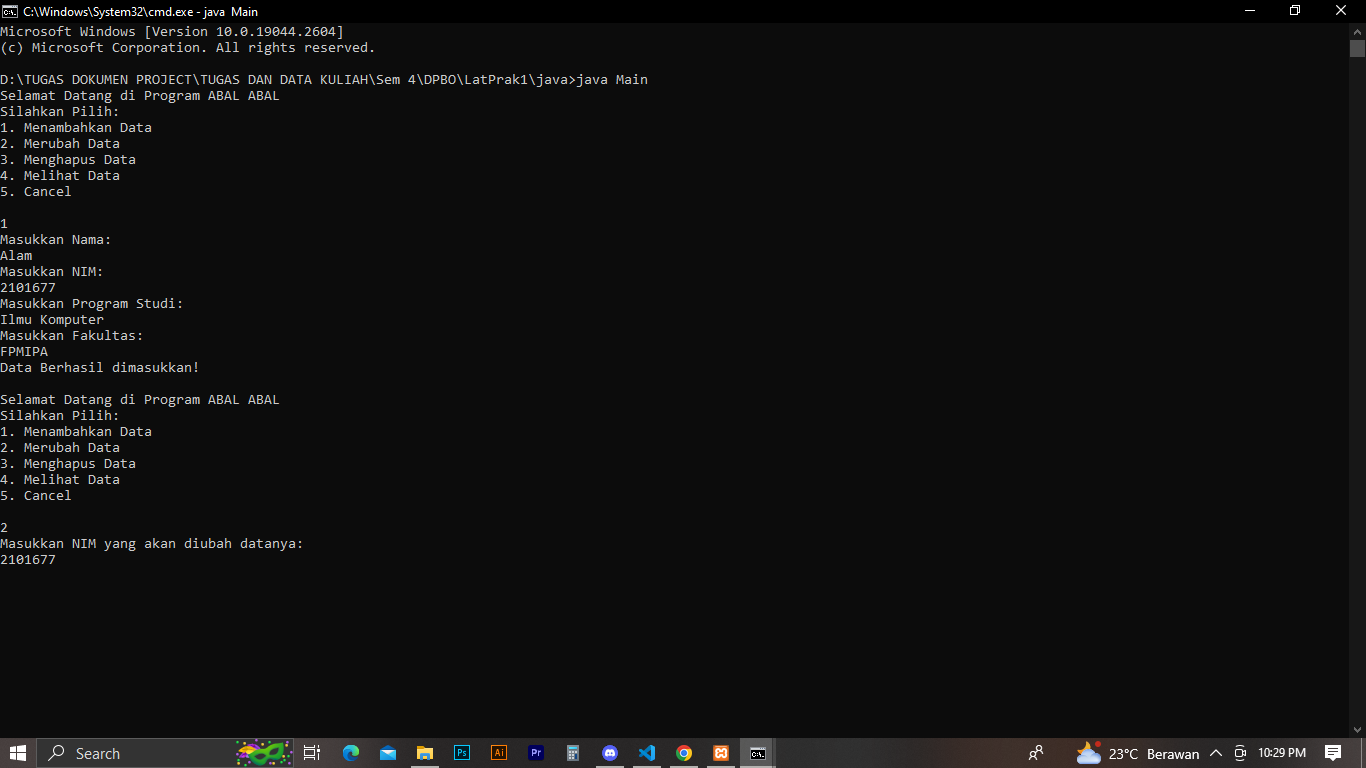 C:\Windows\System32\cmd.exe - java  Main
Microsoft Windows [Version 10.0.19044.2604]
(c) Microsoft Corporation. All rights reserved.
D:\TUGAS DOKUMEN PROJECT\TUGAS DAN DATA KULIAH\Sem 4\DPBO\LatPrak1\java>java Main
Selamat Datang di Program ABAL ABAL
Silahkan Pilih:
1. Menambahkan Data
2. Merubah Data
3. Menghapus Data
4. Melihat Data
5. Cancel
1
Masukkan Nama:
Alam
Masukkan NIM:
2101677
Masukkan Program Studi:
Ilmu Komputer
Masukkan Fakultas:
FPMIPA
Data Berhasil dimasukkan!
Selamat Datang di Program ABAL ABAL
Silahkan Pilih:
1. Menambahkan Data
2. Merubah Data
3. Menghapus Data
4. Melihat Data
5. Cancel
2
Masukkan NIM yang akan diubah datanya:
2101677
Search
Ps
Ai
Pr
23°C Berawan
10:29 PM